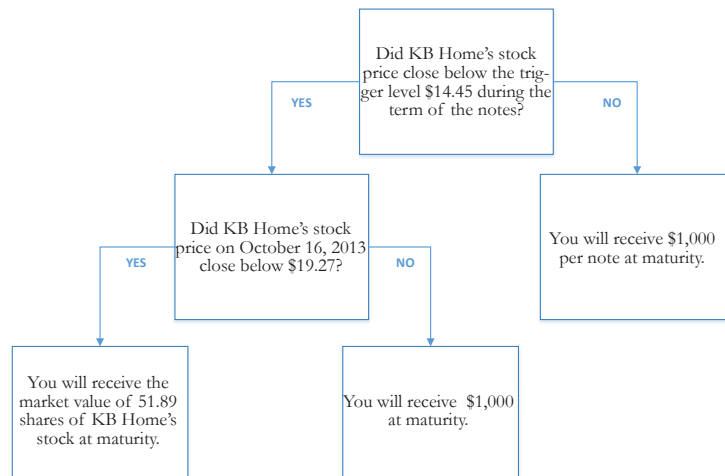 Did KB Home's stock
price close below the trig-
ger level $14.45 during the
term of the notes?
YES
NO
Did KB Home's stock
price on October 16, 2013
close below $19.27?
You will receive $1,000
per note at maturity.
YES
NO
You will receive the
market value of 51.89
shares of KB Home's
stock at maturity.
You will receive $1,000
at maturity.